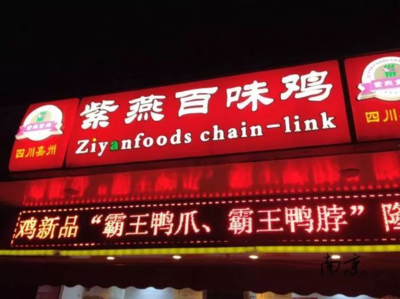 紫燕百味鸡
Ziyanfoods chain-link
四川嘉州
四川
鸡新品“霸王鸭爪、霸王鸭脖”隆
南京